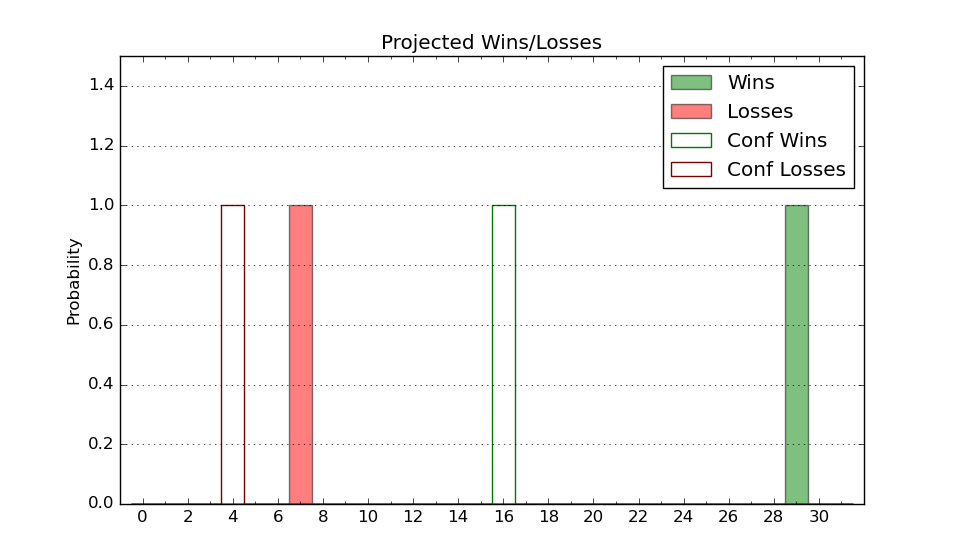 Projected Wins/Losses
Wins
Losses
Conf Wins
Conf Losses
Probability
1.4
1.2
1.0
0.8
0.6
0.4
0.2
0.0
0 2 4 6 8 10 12 14 16 18 20 22 24 26 28 30